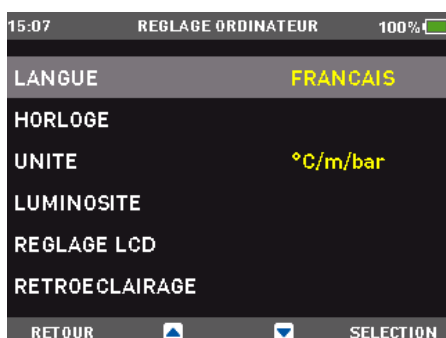 15:07 REGLAGE ORDINATEUR 100%
LANGUE FRANCAIS
HORLOGE
UNITE °C/m/bar
LUMINOSITE
REGLAGE LCD
RETROECLAIRAGE
RETOUR SELECTION